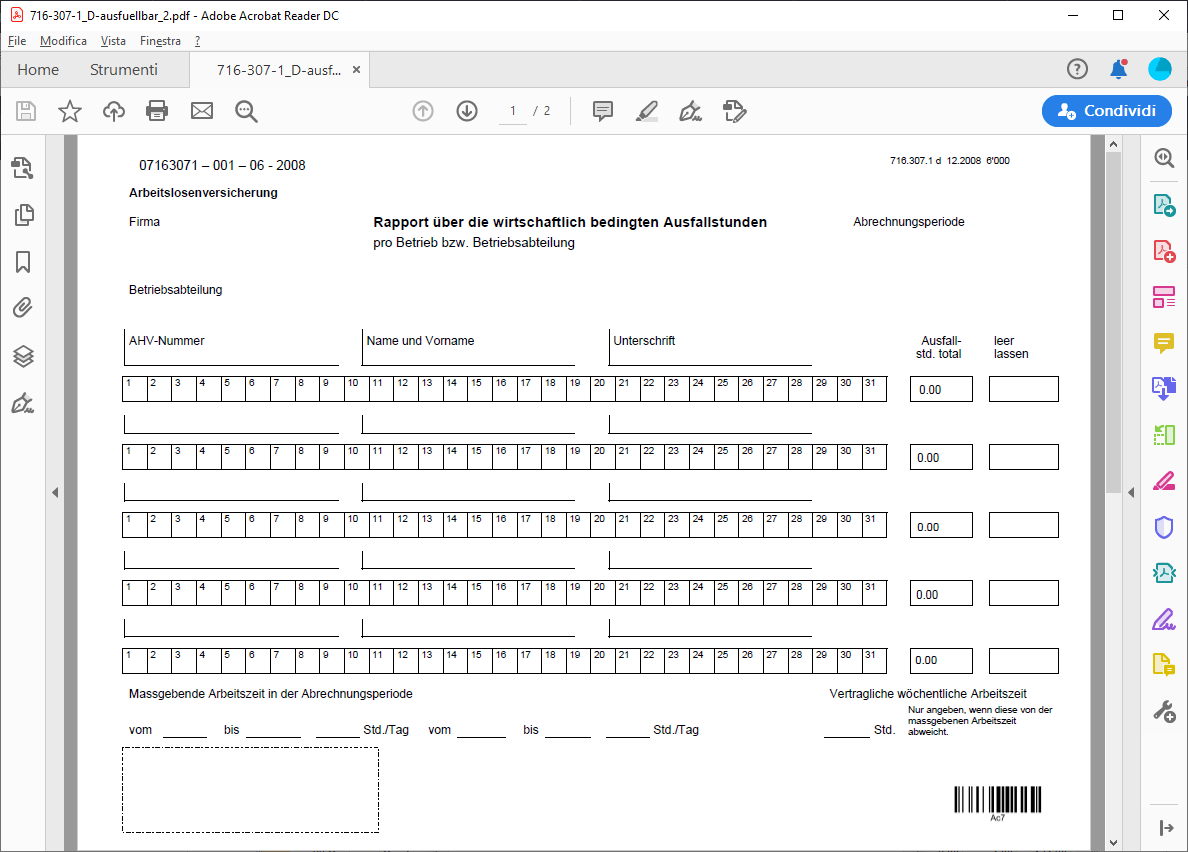 716-307-1_D-ausfuellbar_2.pdf - Adobe Acrobat Reader DC
File Modifica Vista Finestra ?
Home Strumenti 716-307-1_D-ausf... ×
1 / 2 Condividi
07163071 – 001 – 06 - 2008 716.307.1 d 12.2008 6'000
Arbeitslosenversicherung
Firma Rapport über die wirtschaftlich bedingten Ausfallstunden Abrechnungsperiode
pro Betrieb bzw. Betriebsabteilung
Betriebsabteilung
AHV-Nummer Name und Vorname Unterschrift Ausfall- leer
std. total lassen
1 2 3 4 5 6 7 8 9 10 11 12 13 14 15 16 17 18 19 20 21 22 23 24 25 26 27 28 29 30 31 0.00
1 2 3 4 5 6 7 8 9 10 11 12 13 14 15 16 17 18 19 20 21 22 23 24 25 26 27 28 29 30 31 0.00
1 2 3 4 5 6 7 8 9 10 11 12 13 14 15 16 17 18 19 20 21 22 23 24 25 26 27 28 29 30 31 0.00
1 2 3 4 5 6 7 8 9 10 11 12 13 14 15 16 17 18 19 20 21 22 23 24 25 26 27 28 29 30 31 0.00
1 2 3 4 5 6 7 8 9 10 11 12 13 14 15 16 17 18 19 20 21 22 23 24 25 26 27 28 29 30 31 0.00
Massgebende Arbeitszeit in der Abrechnungsperiode Vertragliche wöchentliche Arbeitszeit
vom bis Std./Tag vom bis Std./Tag Std. Nur angeben, wenn diese von der
massgebenen Arbeitszeit
abweicht.
Ac7